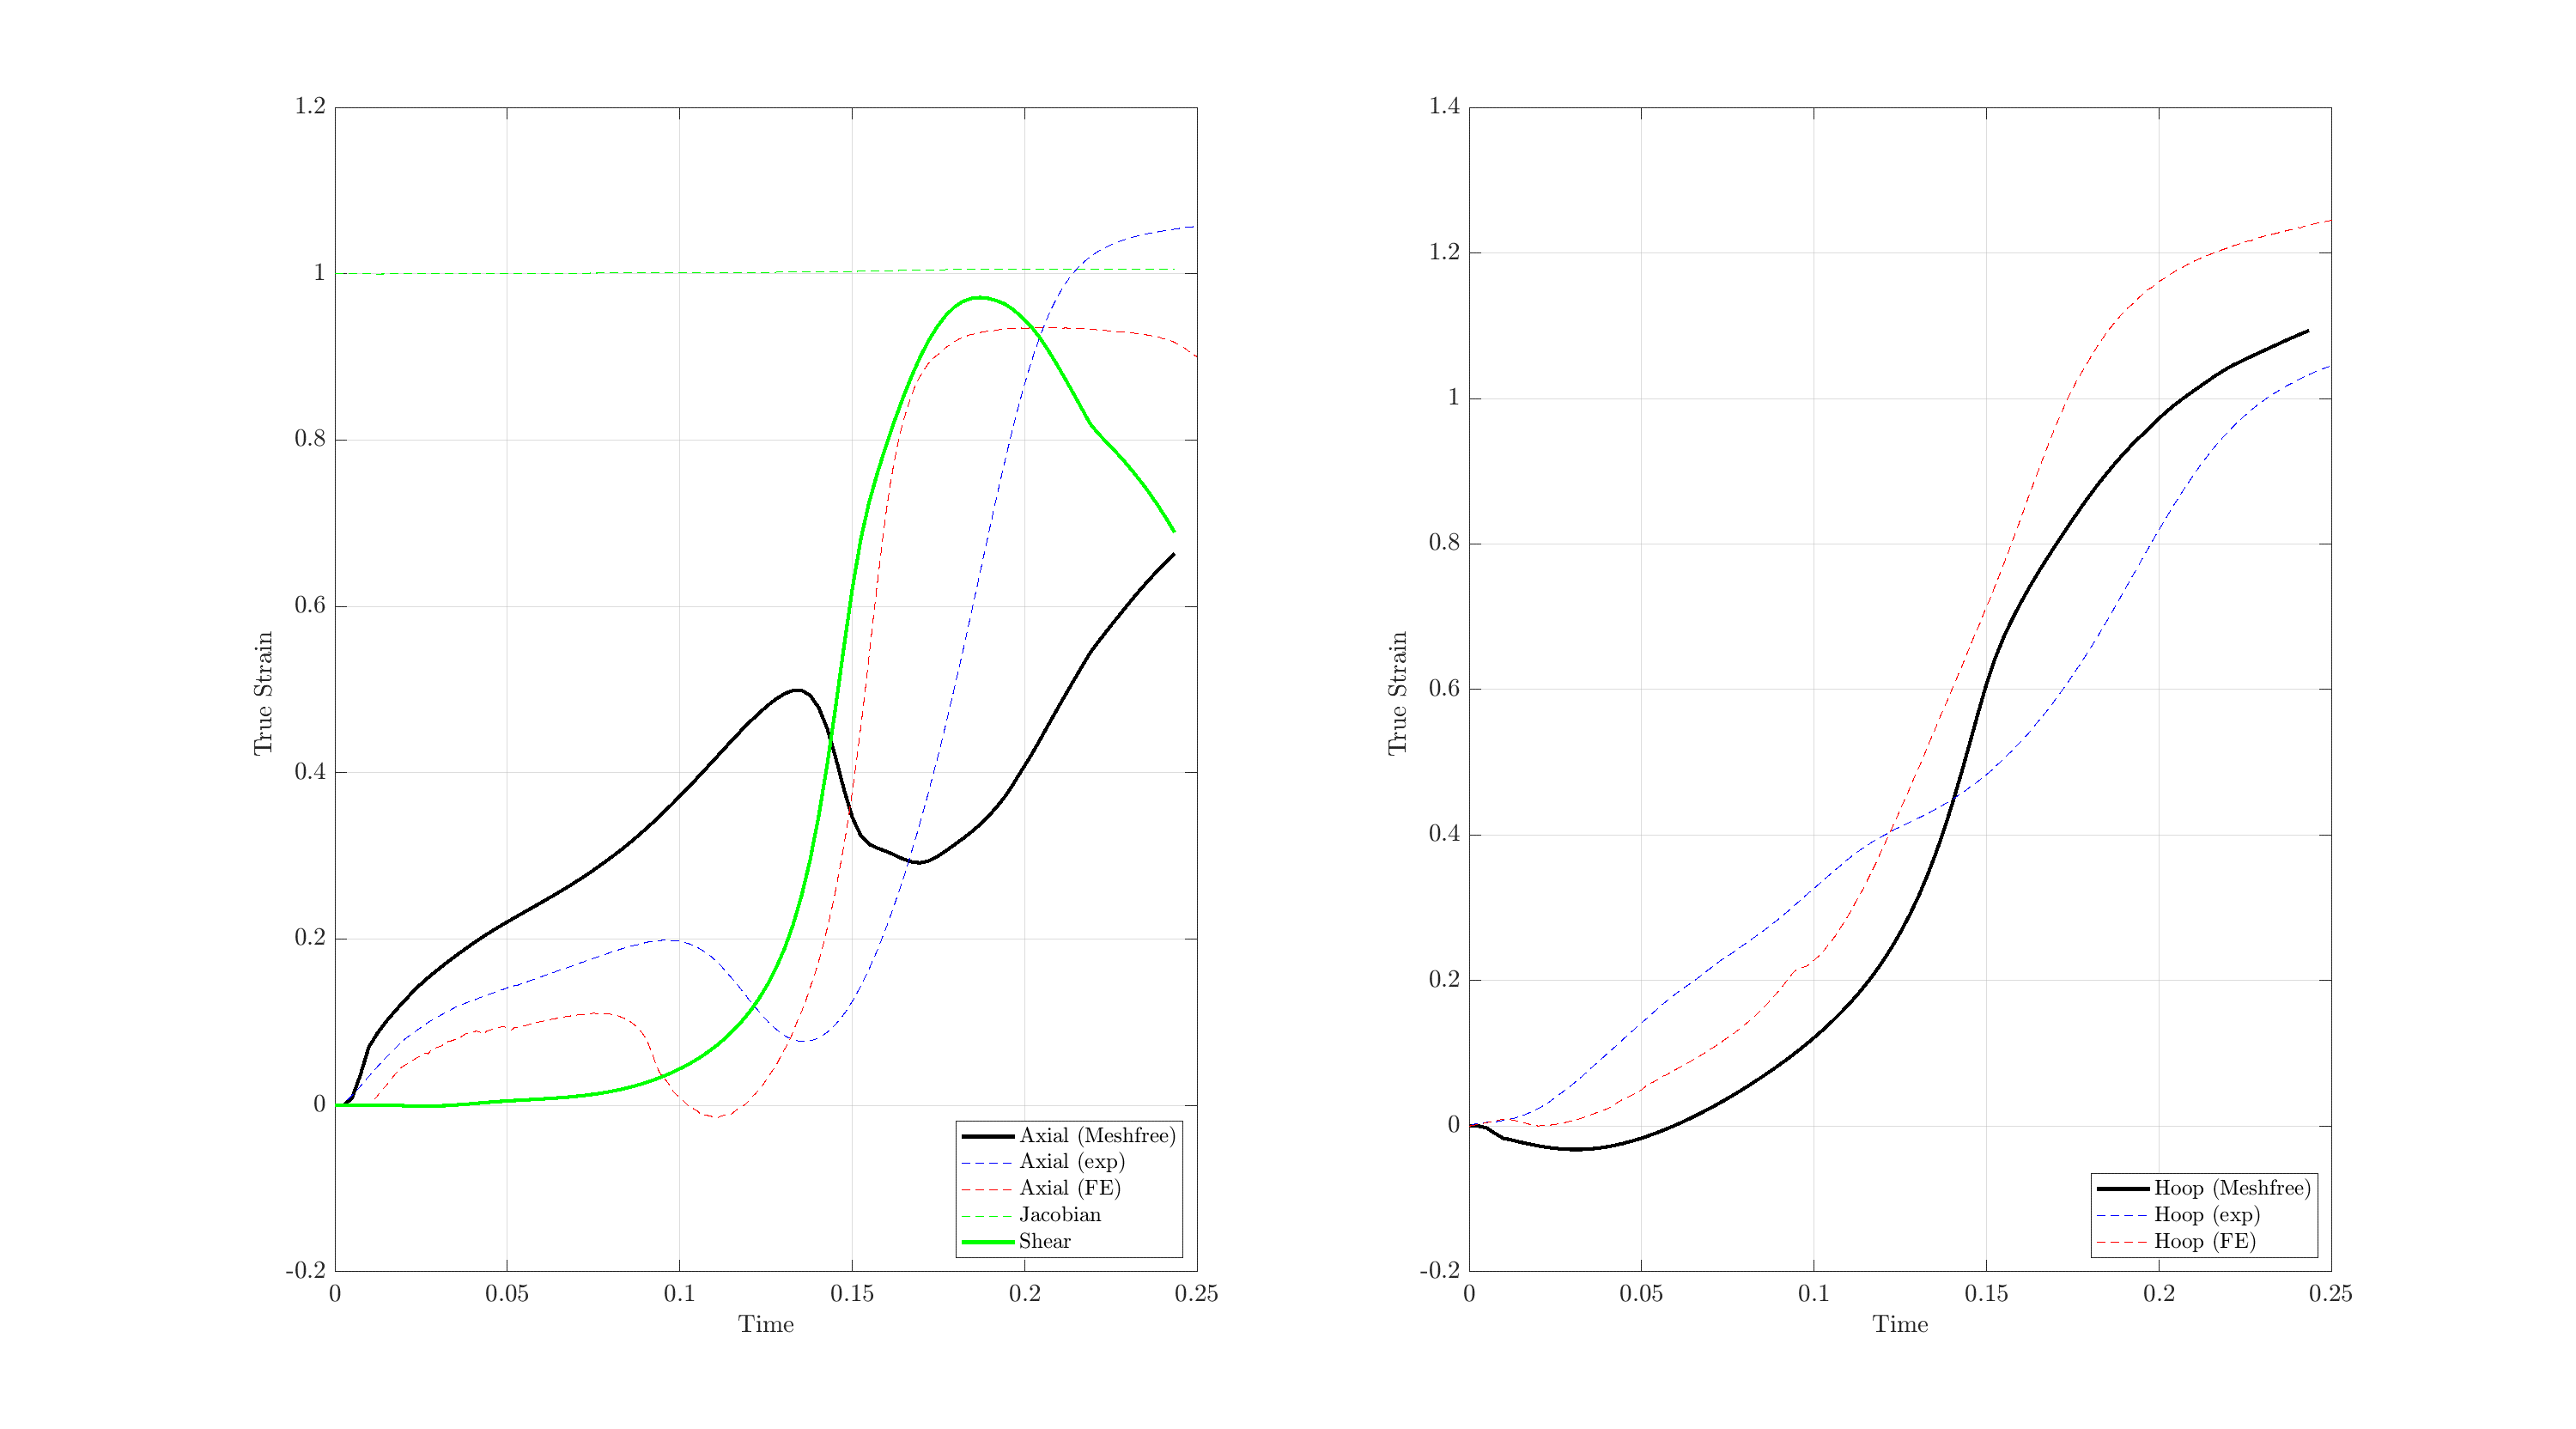 1.2
1
0.8
0.6
0.4
0.2
0
-0.2
True Strain
0 0.05 0.1 0.15 0.2 0.25
Time
Axial (Meshfree)
Axial (exp)
Axial (FE)
Jacobian
Shear
1.4
1.2
1
0.8
0.6
0.4
0.2
0
-0.2
True Strain
0 0.05 0.1 0.15 0.2 0.25
Time
Hoop (Meshfree)
Hoop (exp)
Hoop (FE)